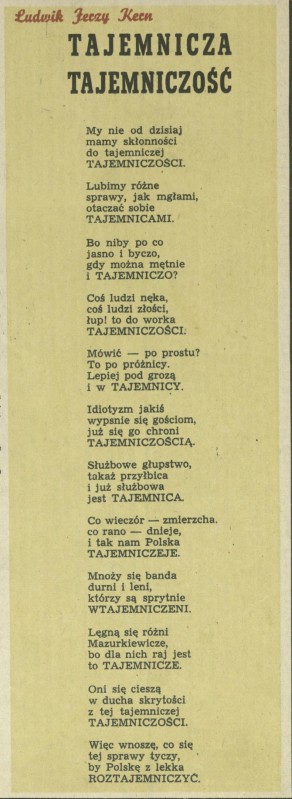 Ludwik Jerzy Kern
TAJEMNICZA
TAJEMNICZOŚĆ
My nie od dzisiaj
mamy skłonności
do tajemniczej
TAJEMNICZOŚCI.
Lubimy różne
sprawy, jak mgłami,
otaczać sobie
TAJEMNICAMI.
Bo niby po co
jasno i byczo,
gdy można mętnie
i TAJEMNICZO?
Coś ludzi nęka,
coś ludzi złości,
łup! to do worka
TAJEMNICZOŚCI.
Mówić — po prostu?
To po próżnicy.
Lepiej pod grozą
i w TAJEMNICY.
Idiotyzm jakiś
wypsnie się gościom,
już się go chroni
TAJEMNICZOŚCIĄ.
Służbowe głupstwo,
takaż przyłbica
i już służbowa
jest TAJEMNICA.
Co wieczór — zmierzcha.
co rano — dnieje,
i tak nam Polska
TAJEMNICZEJE.
Mnoży się banda
durni i leni,
którzy są sprytnie
WTAJEMNICZENI.
Lęgną się różni
Mazurkiewicze,
bo dla nich raj jest
to TAJEMNICZE.
Oni się cieszą
w ducha skrytości
z tej tajemniczej
TAJEMNICZOŚCI.
Więc wnoszę, co się
tej sprawy tyczy,
by Polskę z lekka
ROZTAJEMNICZYĆ.